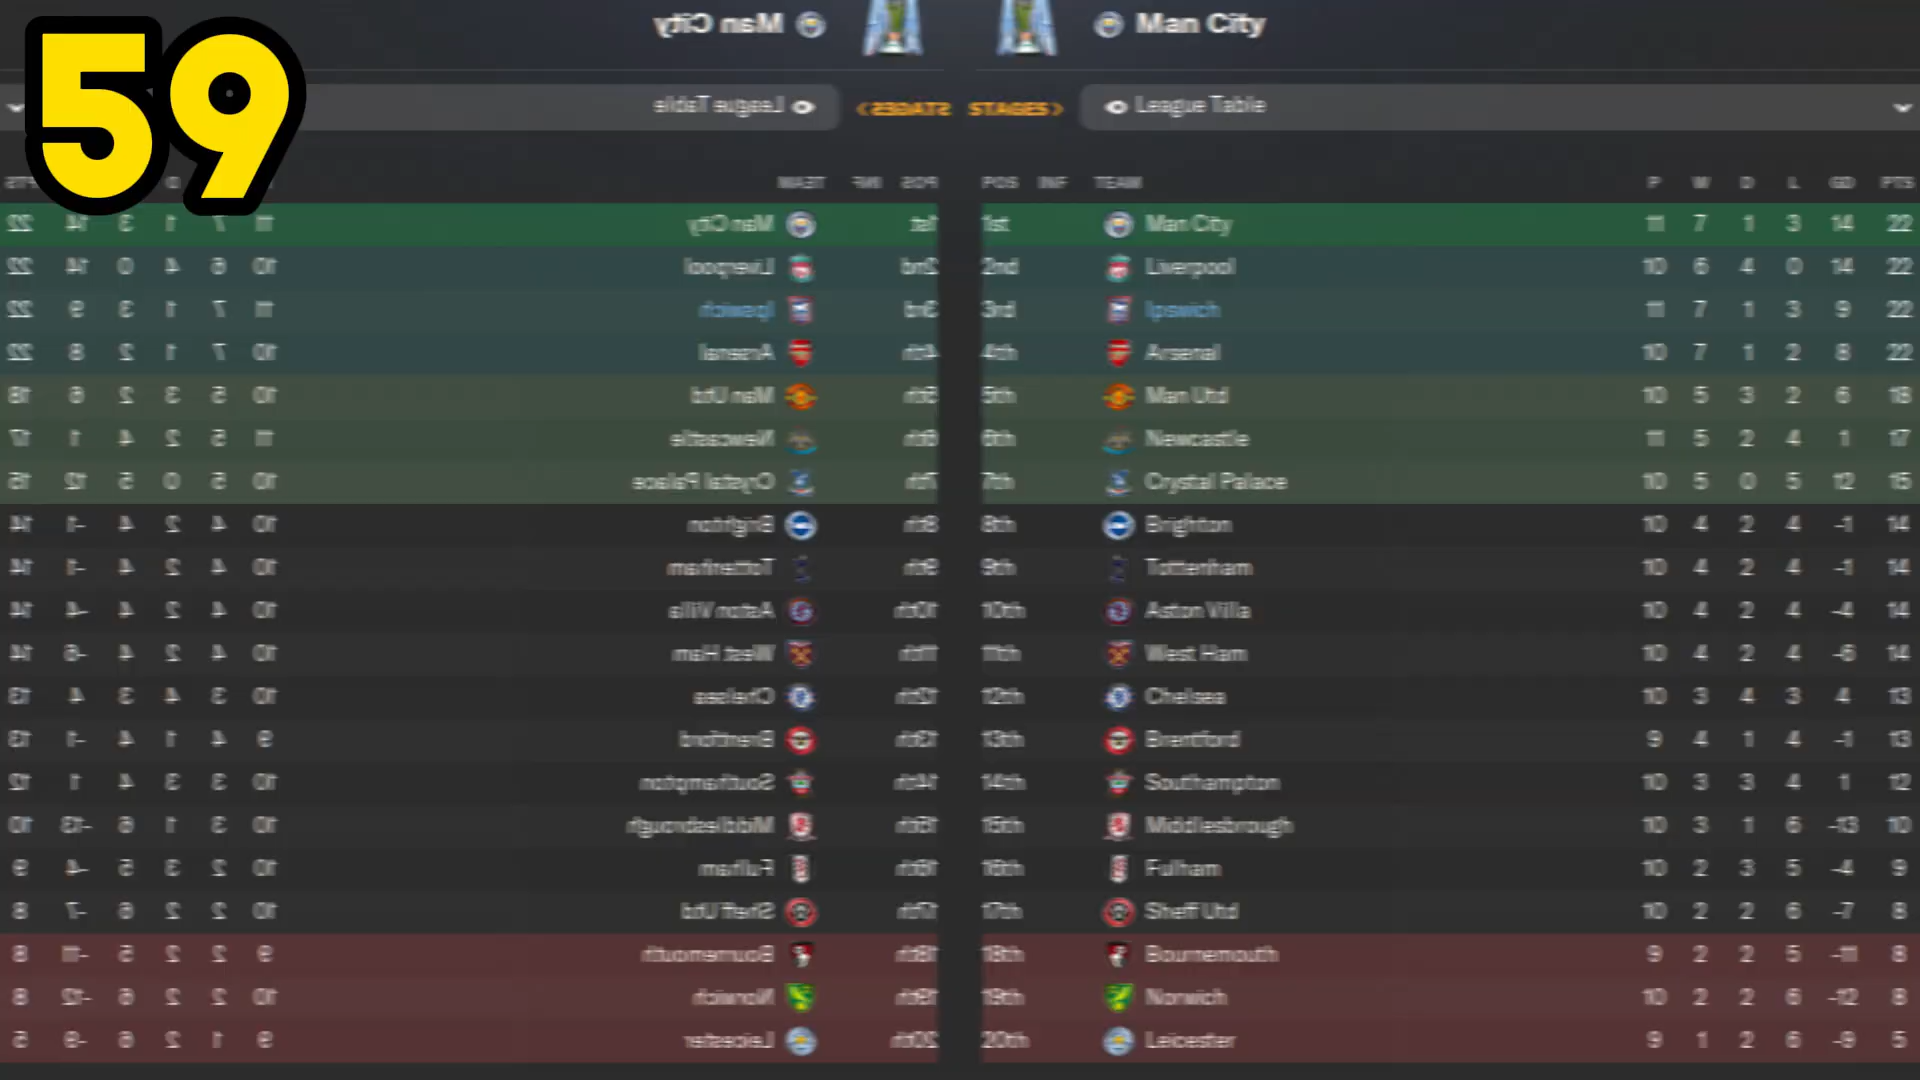 59
Man City
STAGES League Table
POS INF TEAM P W D L GD PTS
1st Man City 11 7 1 3 14 22
2nd Liverpool 10 6 4 0 14 22
3rd Ipswich 11 7 1 3 9 22
4th Arsenal 10 7 1 2 8 22
5th Man Utd 10 5 3 2 6 18
6th Newcastle 11 5 2 4 1 17
7th Crystal Palace 10 5 0 5 12 15
8th Brighton 10 4 2 4 -1 14
9th Tottenham 10 4 2 4 -1 14
10th Aston Villa 10 4 2 4 -4 14
11th West Ham 10 4 2 4 -6 14
12th Chelsea 10 3 4 3 4 13
13th Brentford 9 4 1 4 -1 13
14th Southampton 10 3 3 4 1 12
15th Middlesbrough 10 3 1 6 -13 10
16th Fulham 10 2 3 5 -4 9
17th Sheff Utd 10 2 2 6 -7 8
18th Bournemouth 9 2 2 5 -11 8
19th Norwich 10 2 2 6 -12 8
20th Leicester 9 1 2 6 -9 5